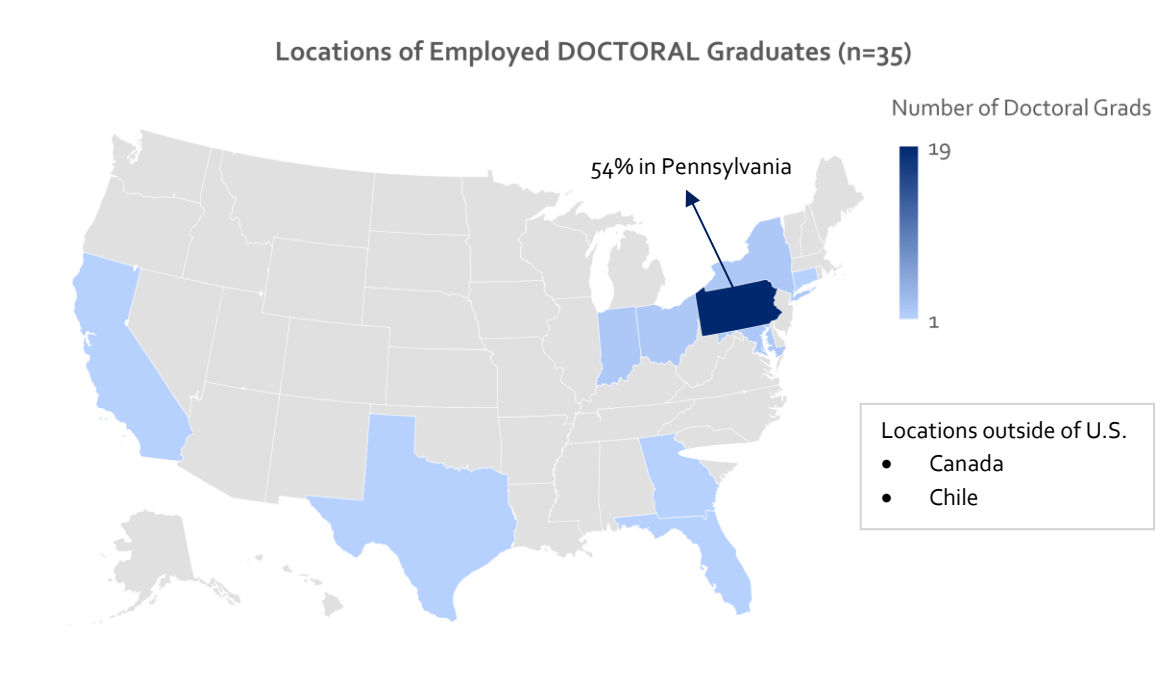 Locations of Employed DOCTORAL Graduates (n=35)
Number of Doctoral Grads
19
1
54% in Pennsylvania
Locations outside of U.S.
• Canada
• Chile